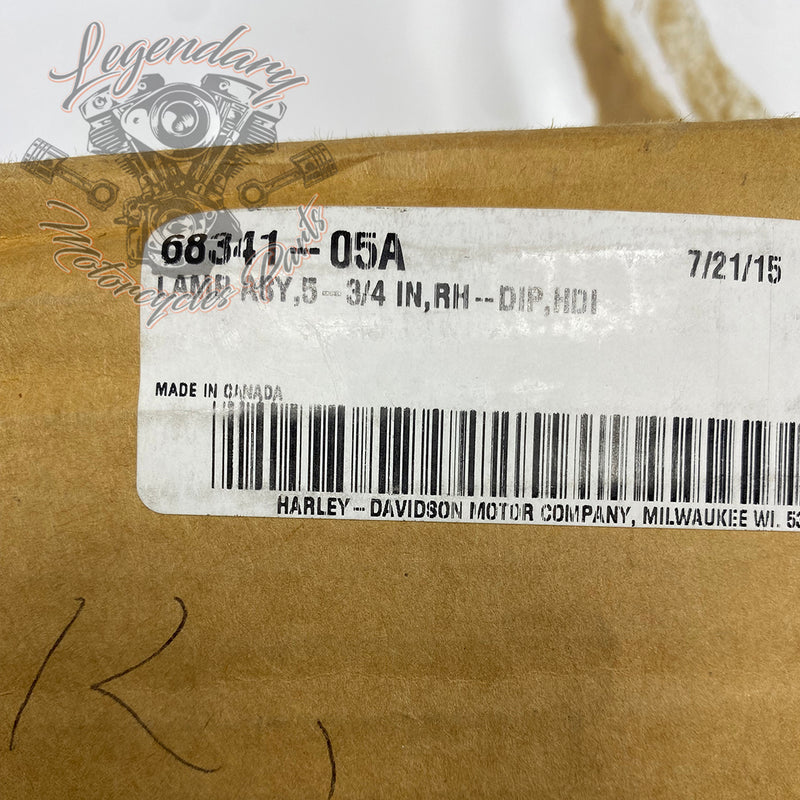 Legendary
Motorcycles Parts
68341--05A
7/21/15
LAMP ASY,5-3/4 IN,RH--DIP,HDI
MADE IN CANADA
HARLEY-DAVIDSON MOTOR COMPANY, MILWAUKEE WI. 53
K